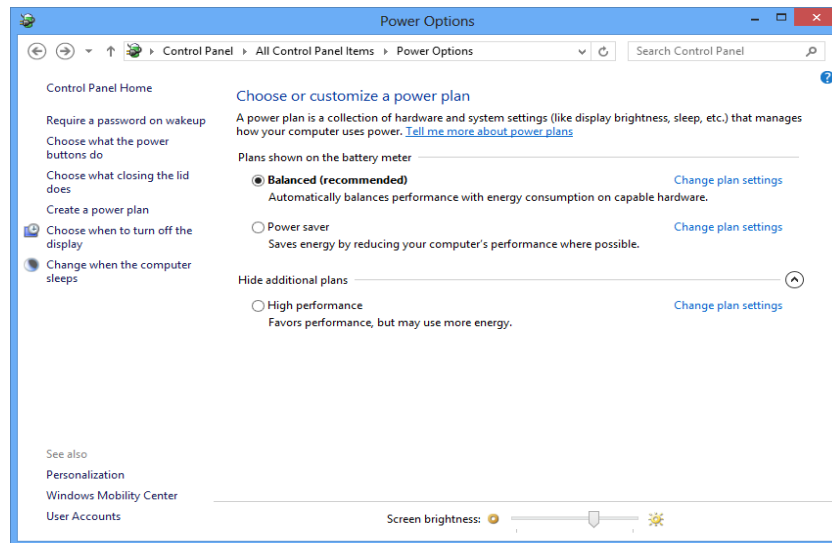 Power Options
Control Panel ▸ All Control Panel Items ▸ Power Options
Search Control Panel
Control Panel Home
Require a password on wakeup
Choose what the power
buttons do
Choose what closing the lid
does
Create a power plan
Choose when to turn off the
display
Change when the computer
sleeps
See also
Personalization
Windows Mobility Center
User Accounts
Choose or customize a power plan
A power plan is a collection of hardware and system settings (like display brightness, sleep, etc.) that manages
how your computer uses power. Tell me more about power plans
Plans shown on the battery meter
Balanced (recommended) Change plan settings
Automatically balances performance with energy consumption on capable hardware.
Power saver Change plan settings
Saves energy by reducing your computer's performance where possible.
Hide additional plans
High performance Change plan settings
Favors performance, but may use more energy.
Screen brightness: